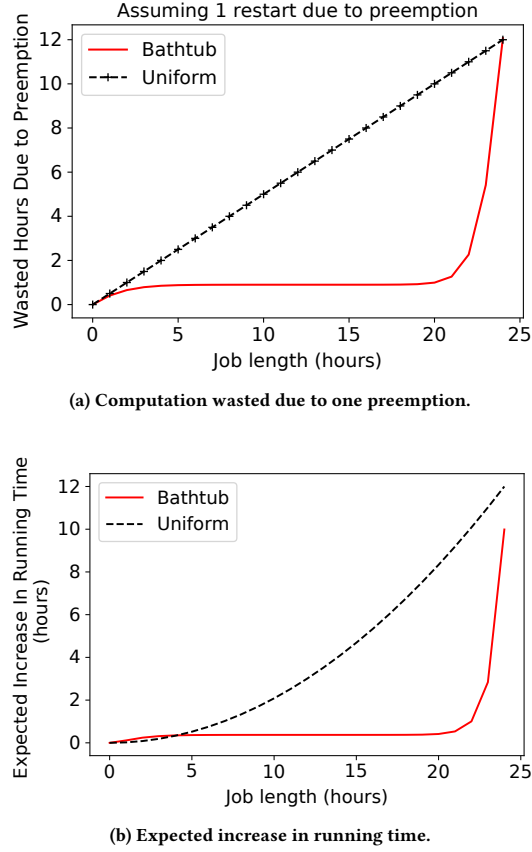 Assuming 1 restart due to preemption
Wasted Hours Due to Preemption
12
10
8
6
4
2
0
Bathtub
Uniform
0 5 10 15 20 25
Job length (hours)
(a) Computation wasted due to one preemption.
Expected Increase In Running Time
(hours)
12
10
8
6
4
2
0
Bathtub
Uniform
0 5 10 15 20 25
Job length (hours)
(b) Expected increase in running time.